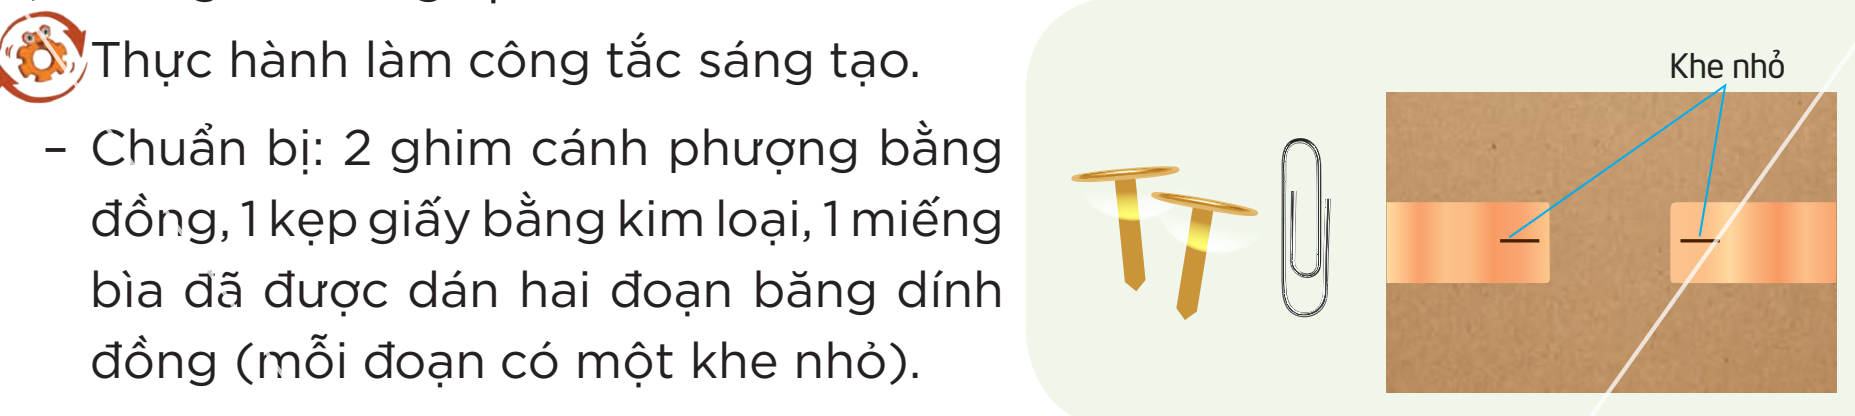 Thực hành làm công tắc sáng tạo.
– Chuẩn bị: 2 ghim cánh phượng bằng
đồng, 1 kẹp giấy bằng kim loại, 1 miếng
bìa đã được dán hai đoạn băng dính
đồng (mỗi đoạn có một khe nhỏ).
Khe nhỏ